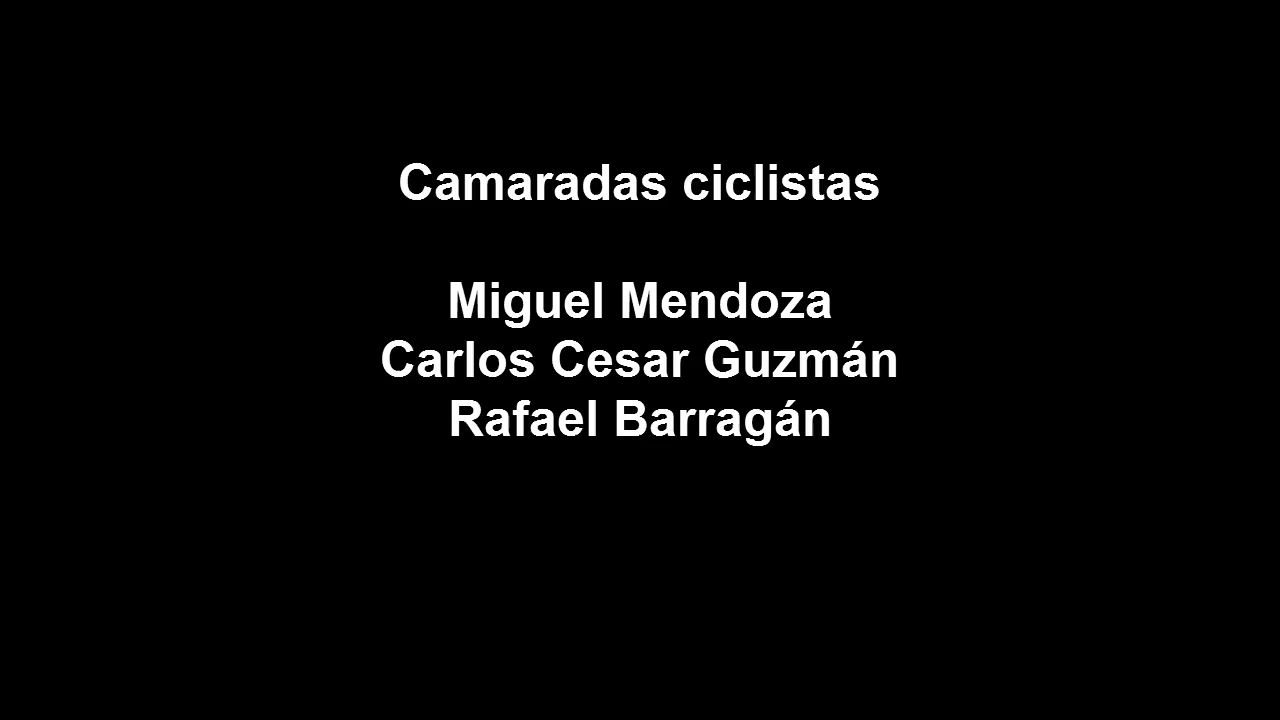 Camaradas ciclistas
Miguel Mendoza
Carlos Cesar Guzmán
Rafael Barragán